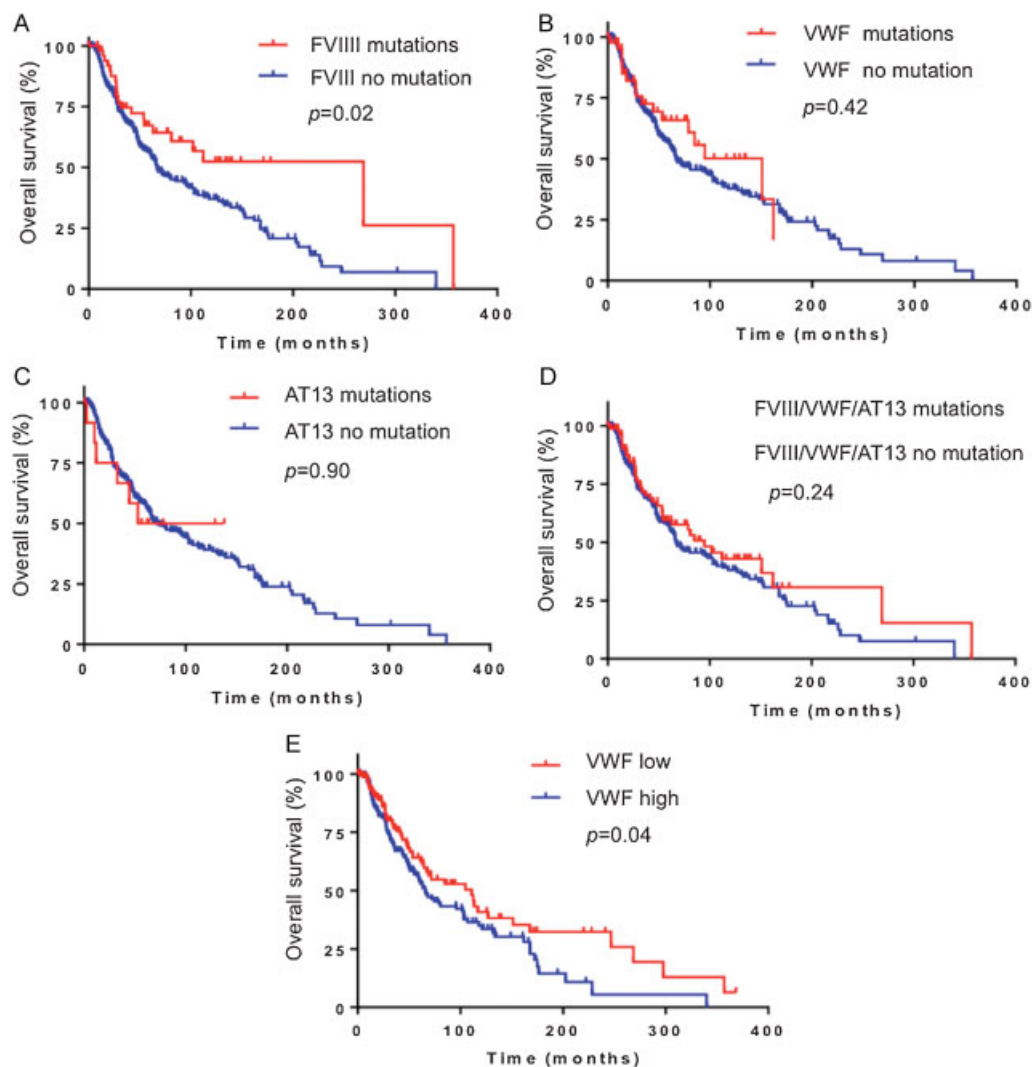 A
FVIIII mutations
FVIII no mutation
p=0.02
Overall survival (%)
100
75
50
25
0
0 100 200 300 400
Time (months)
B
VWF mutations
VWF no mutation
p=0.42
Overall survival (%)
100
75
50
25
0
0 100 200 300 400
Time (months)
C
AT13 mutations
AT13 no mutation
p=0.90
Overall survival (%)
100
75
50
25
0
0 100 200 300 400
Time (months)
D
FVIII/VWF/AT13 mutations
FVIII/VWF/AT13 no mutation
p=0.24
Overall survival (%)
100
75
50
25
0
0 100 200 300 400
Time (months)
E
VWF low
VWF high
p=0.04
Overall survival (%)
100
75
50
25
0
0 100 200 300 400
Time (months)